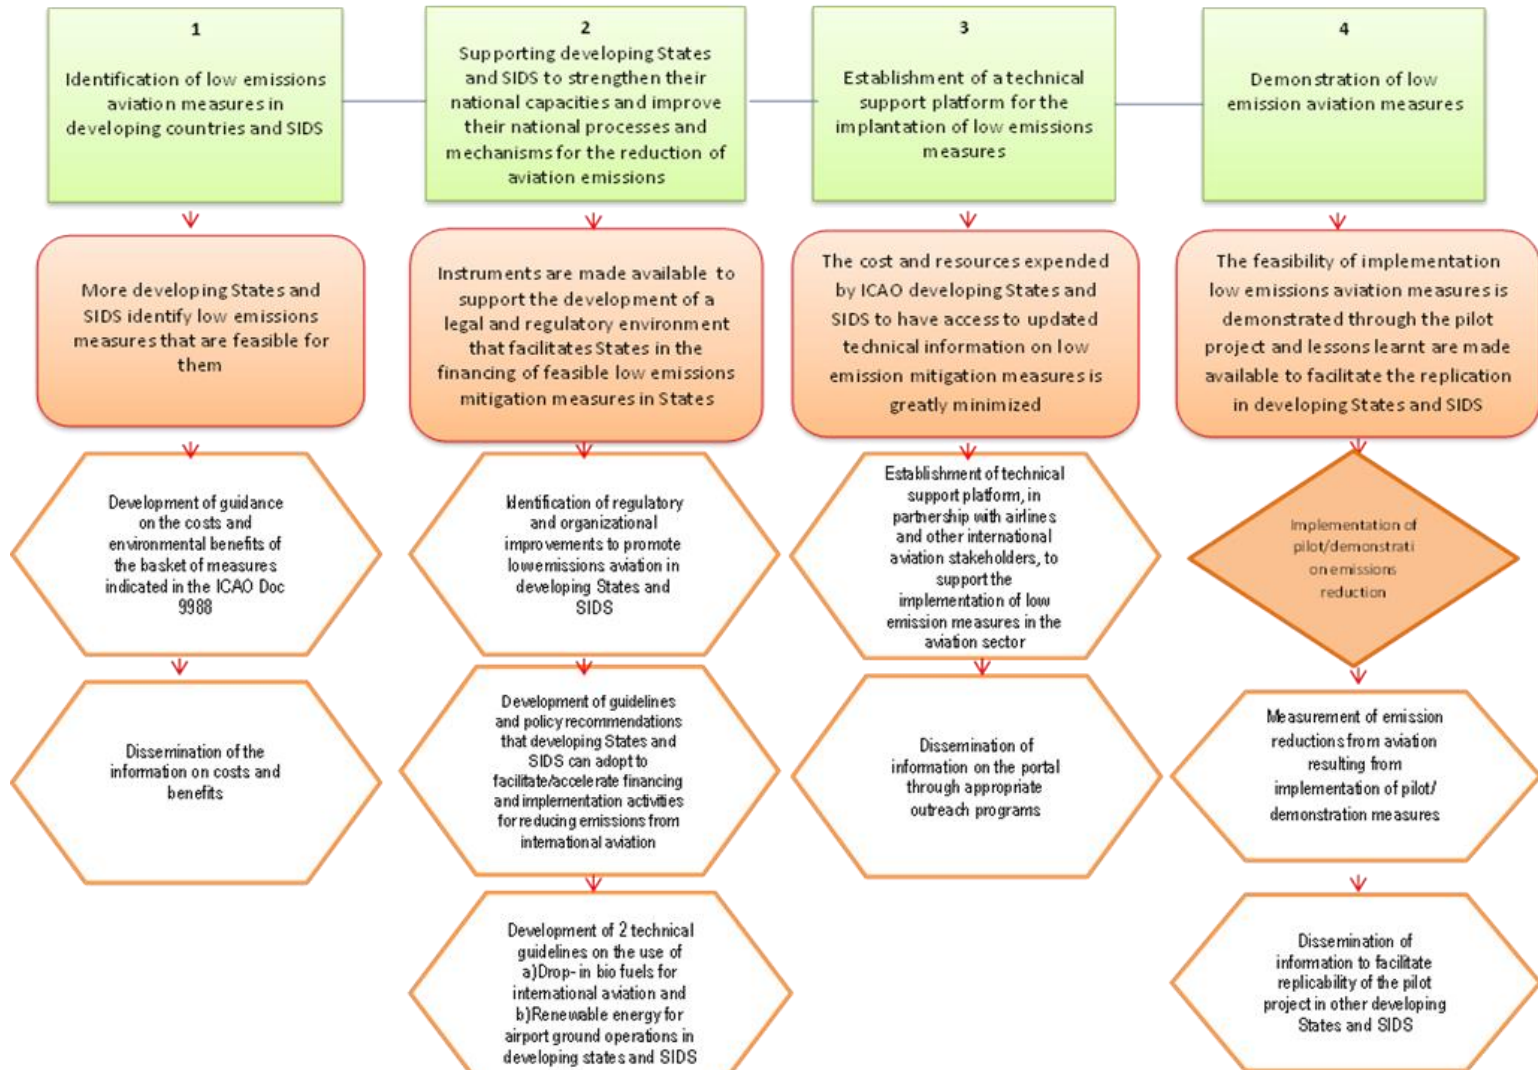 1
Identification of low emissions
aviation measures in
developing countries and SIDS
2
Supporting developing States
and SIDS to strengthen their
national capacities and improve
their national processes and
mechanisms for the reduction of
aviation emissions
3
Establishment of a technical
support platform for the
implantation of low emissions
measures
4
Demonstration of low
emission aviation measures
More developing States and
SIDS identify low emissions
measures that are feasible for
them
Instruments are made available to
support the development of a
legal and regulatory environment
that facilitates States in the
financing of feasible low emissions
mitigation measures in States
The cost and resources expended
by ICAO developing States and
SIDS to have access to updated
technical information on low
emission mitigation measures is
greatly minimized
The feasibility of implementation
low emissions aviation measures is
demonstrated through the pilot
project and lessons learnt are made
available to facilitate the replication
in developing States and SIDS
Development of guidance
on the costs and
environmental benefits of
the basket of measures
indicated in the ICAO Doc
9988
Identification of regulatory
and organizational
improvements to promote
low emissions aviation in
developing States and
SIDS
Establishment of technical
support platform, in
partnership with airlines
and other international
aviation stakeholders, to
support the
implementation of low
emission measures in the
aviation sector
Implementation of
pilot/demonstrati
on emissions
reduction
Dissemination of the
information on costs and
benefits
Development of guidelines
and policy recommendations
that developing States and
SIDS can adopt to
facilitate/accelerate financing
and implementation activities
for reducing emissions from
international aviation
Dissemination of
information on the portal
through appropriate
outreach programs
Measurement of emission
reductions from aviation
resulting from
implementation of pilot/
demonstration measures
Development of 2 technical
guidelines on the use of
a)Drop- in bio fuels for
international aviation and
b)Renewable energy for
airport ground operations in
developing states and SIDS
Dissemination of
information to facilitate
replicability of the pilot
project in other developing
States and SIDS